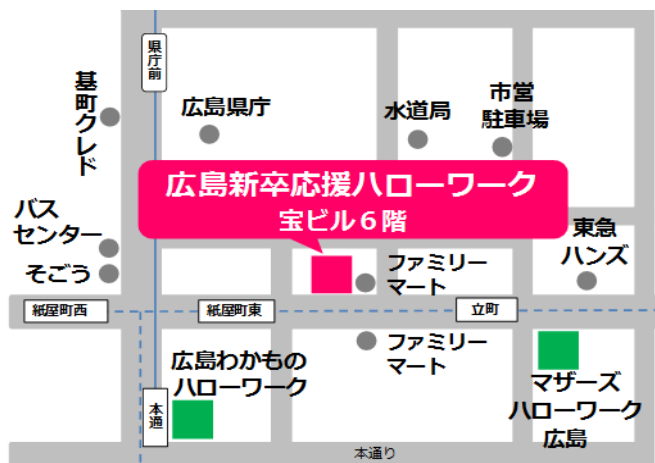 県庁前
基町クレド
広島県庁
水道局
市営
駐車場
広島新卒応援ハローワーク
宝ビル６階
バス
センター
そごう
ファミリー
マート
東急
ハンズ
紙屋町西
紙屋町東
立町
広島わかもの
ハローワーク
ファミリー
マート
マザーズ
ハローワーク
広島
本通
本通り